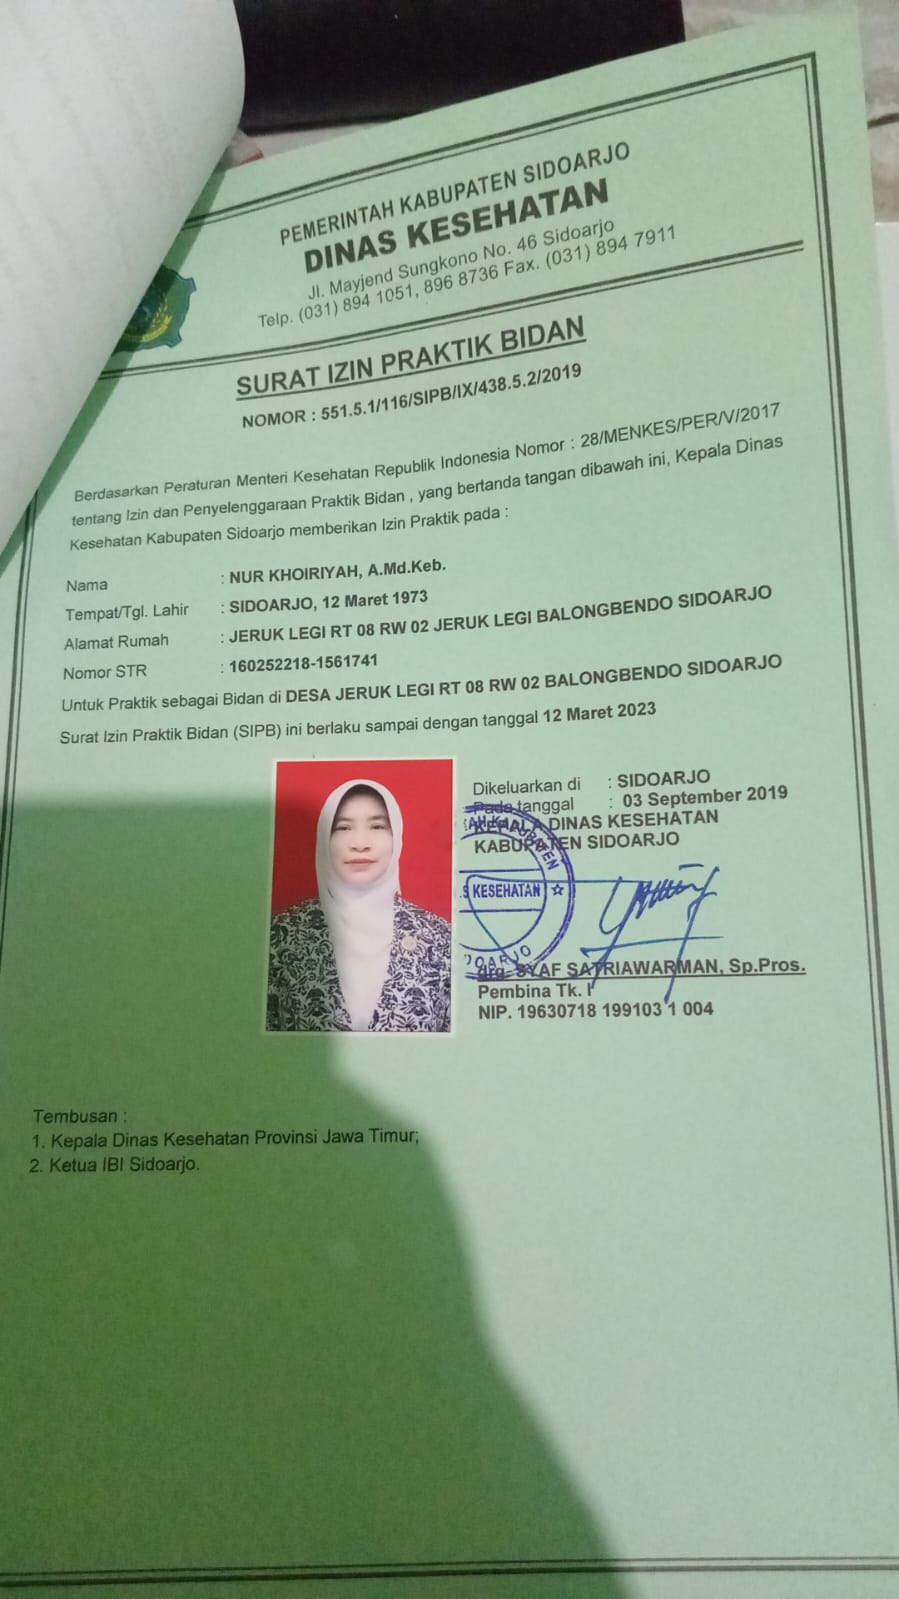 PEMERINTAH KABUPATEN SIDOARJO
DINAS KESEHATAN
Jl. Mayjend Sungkono No. 46 Sidoarjo
Telp. (031) 894 1051, 896 8736 Fax. (031) 894 7911
SURAT IZIN PRAKTIK BIDAN
NOMOR : 551.5.1/116/SIPB/IX/438.5.2/2019
Berdasarkan Peraturan Menteri Kesehatan Republik Indonesia Nomor : 28/MENKES/PER/V/2017
tentang Izin dan Penyelenggaraan Praktik Bidan , yang bertanda tangan dibawah ini, Kepala Dinas
Kesehatan Kabupaten Sidoarjo memberikan Izin Praktik pada :
Nama : NUR KHOIRIYAH, A.Md.Keb.
Tempat/Tgl. Lahir : SIDOARJO, 12 Maret 1973
Alamat Rumah : JERUK LEGI RT 08 RW 02 JERUK LEGI BALONGBENDO SIDOARJO
Nomor STR : 160252218-1561741
Untuk Praktik sebagai Bidan di DESA JERUK LEGI RT 08 RW 02 BALONGBENDO SIDOARJO
Surat Izin Praktik Bidan (SIPB) ini berlaku sampai dengan tanggal 12 Maret 2023
Dikeluarkan di : SIDOARJO
Pada tanggal : 03 September 2019
KEPALA DINAS KESEHATAN
KABUPATEN SIDOARJO
KABUPATEN
KESEHATAN
drg. SYAF SATRIAWARMAN, Sp.Pros.
Pembina Tk. I
NIP. 19630718 199103 1 004
Tembusan :
1. Kepala Dinas Kesehatan Provinsi Jawa Timur;
2. Ketua IBI Sidoarjo.